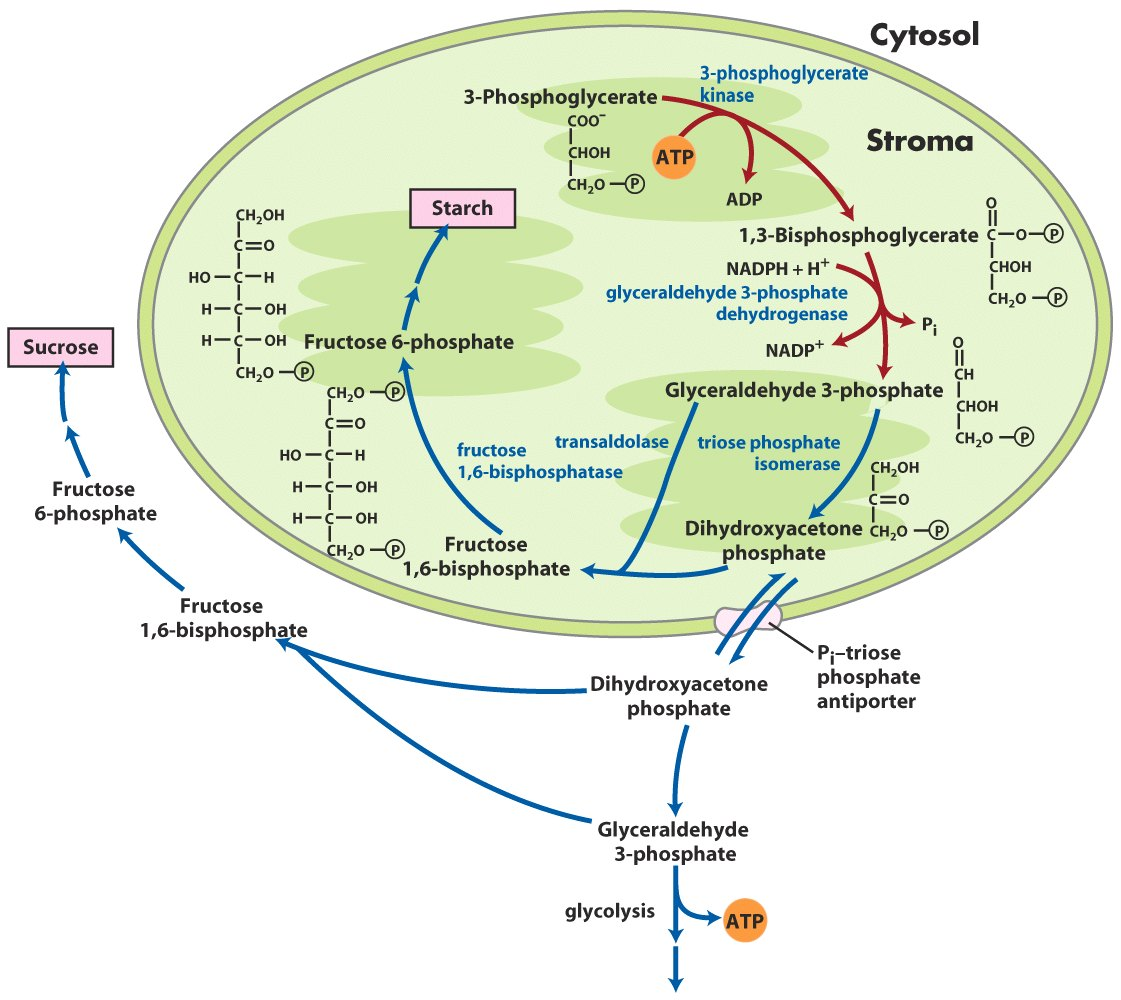 Cytosol
Stroma
3-Phosphoglycerate
3-phosphoglycerate
kinase
COO⁻
CHOH
CH₂O—Ⓟ
ATP
ADP
Starch
1,3-Bisphosphoglycerate
O
C—O—Ⓟ
CHOH
CH₂O—Ⓟ
NADPH + H⁺
glyceraldehyde 3-phosphate
dehydrogenase
Pᵢ
NADP⁺
CH₂OH
C=O
HO—C—H
H—C—OH
H—C—OH
CH₂O—Ⓟ
Sucrose
Fructose 6-phosphate
Glyceraldehyde 3-phosphate
O
CH
CHOH
CH₂O—Ⓟ
CH₂O—Ⓟ
C=O
HO—C—H
H—C—OH
H—C—OH
CH₂O—Ⓟ
fructose
1,6-bisphosphatase
transaldolase
triose phosphate
isomerase
CH₂OH
C=O
CH₂O—Ⓟ
Fructose
6-phosphate
Dihydroxyacetone
phosphate
Fructose
1,6-bisphosphate
Fructose
1,6-bisphosphate
Pᵢ–triose
phosphate
antiporter
Dihydroxyacetone
phosphate
Glyceraldehyde
3-phosphate
glycolysis
ATP